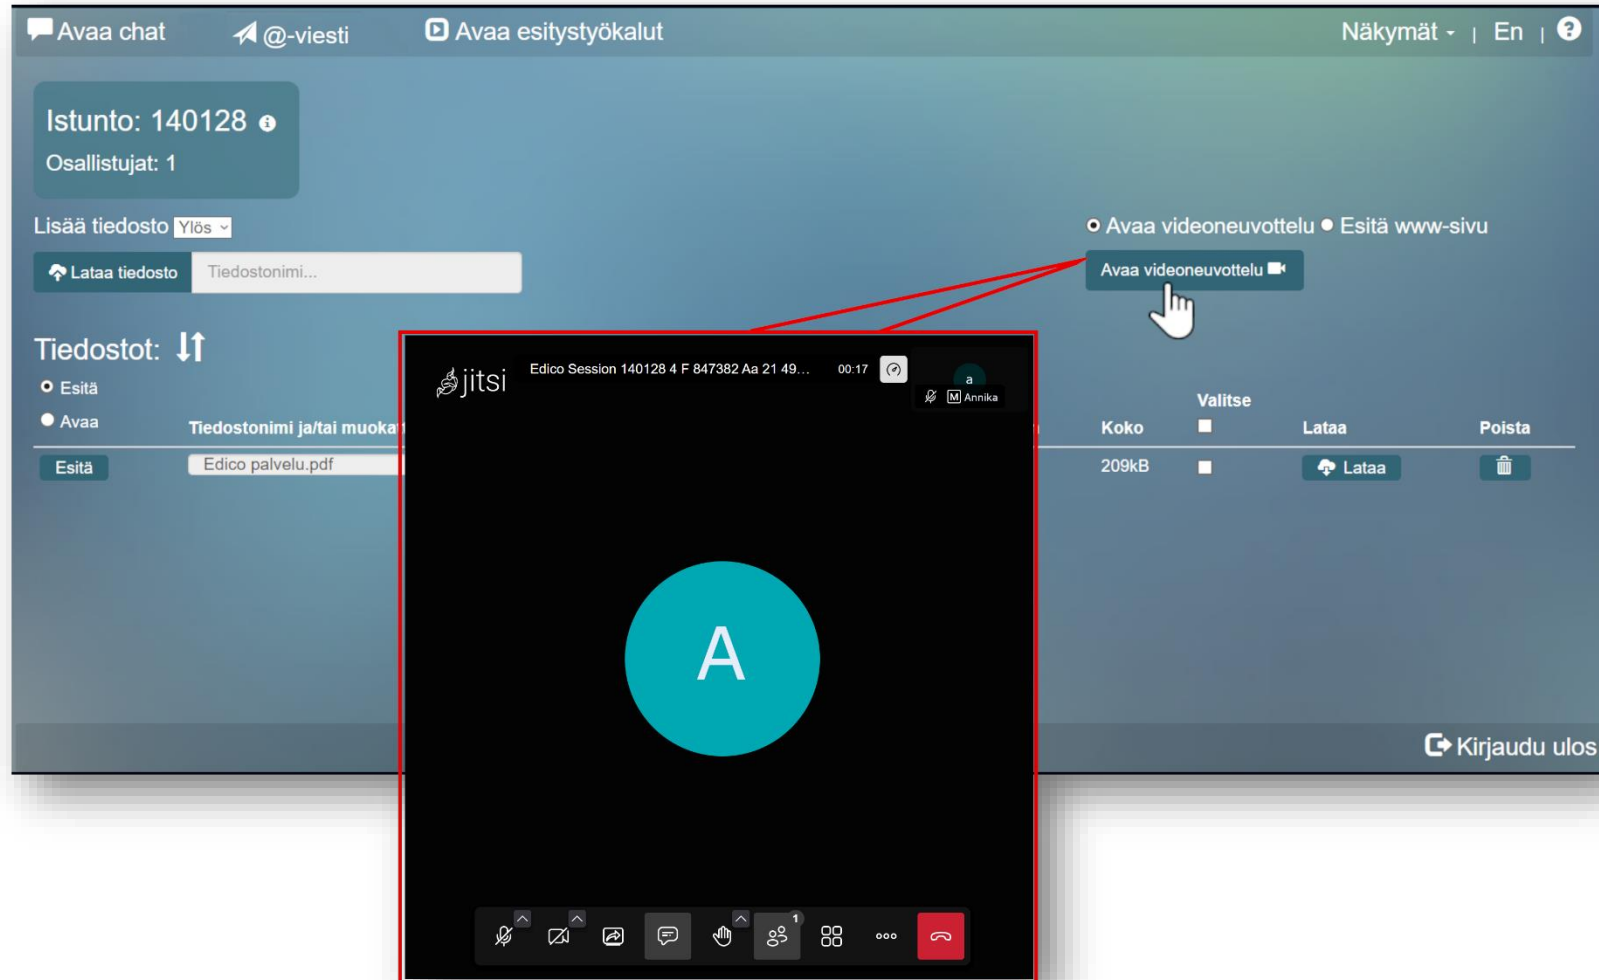 Avaa chat @-viesti Avaa esitystyökalut Näkymät | En | ?
Istunto: 140128
Osallistujat: 1
Lisää tiedosto Ylös
Avaa videoneuvottelu Esitä www-sivu
Lataa tiedosto Tiedostonimi...
Avaa videoneuvottelu
Tiedostot:
Esitä
Avaa
Tiedostonimi ja/tai muokat
Koko
Valitse
Lataa
Poista
Esitä Edico palvelu.pdf 209kB Lataa
jitsi
Edico Session 140128 4 F 847382 Aa 21 49... 00:17
a
M Annika
A
1
Kirjaudu ulos